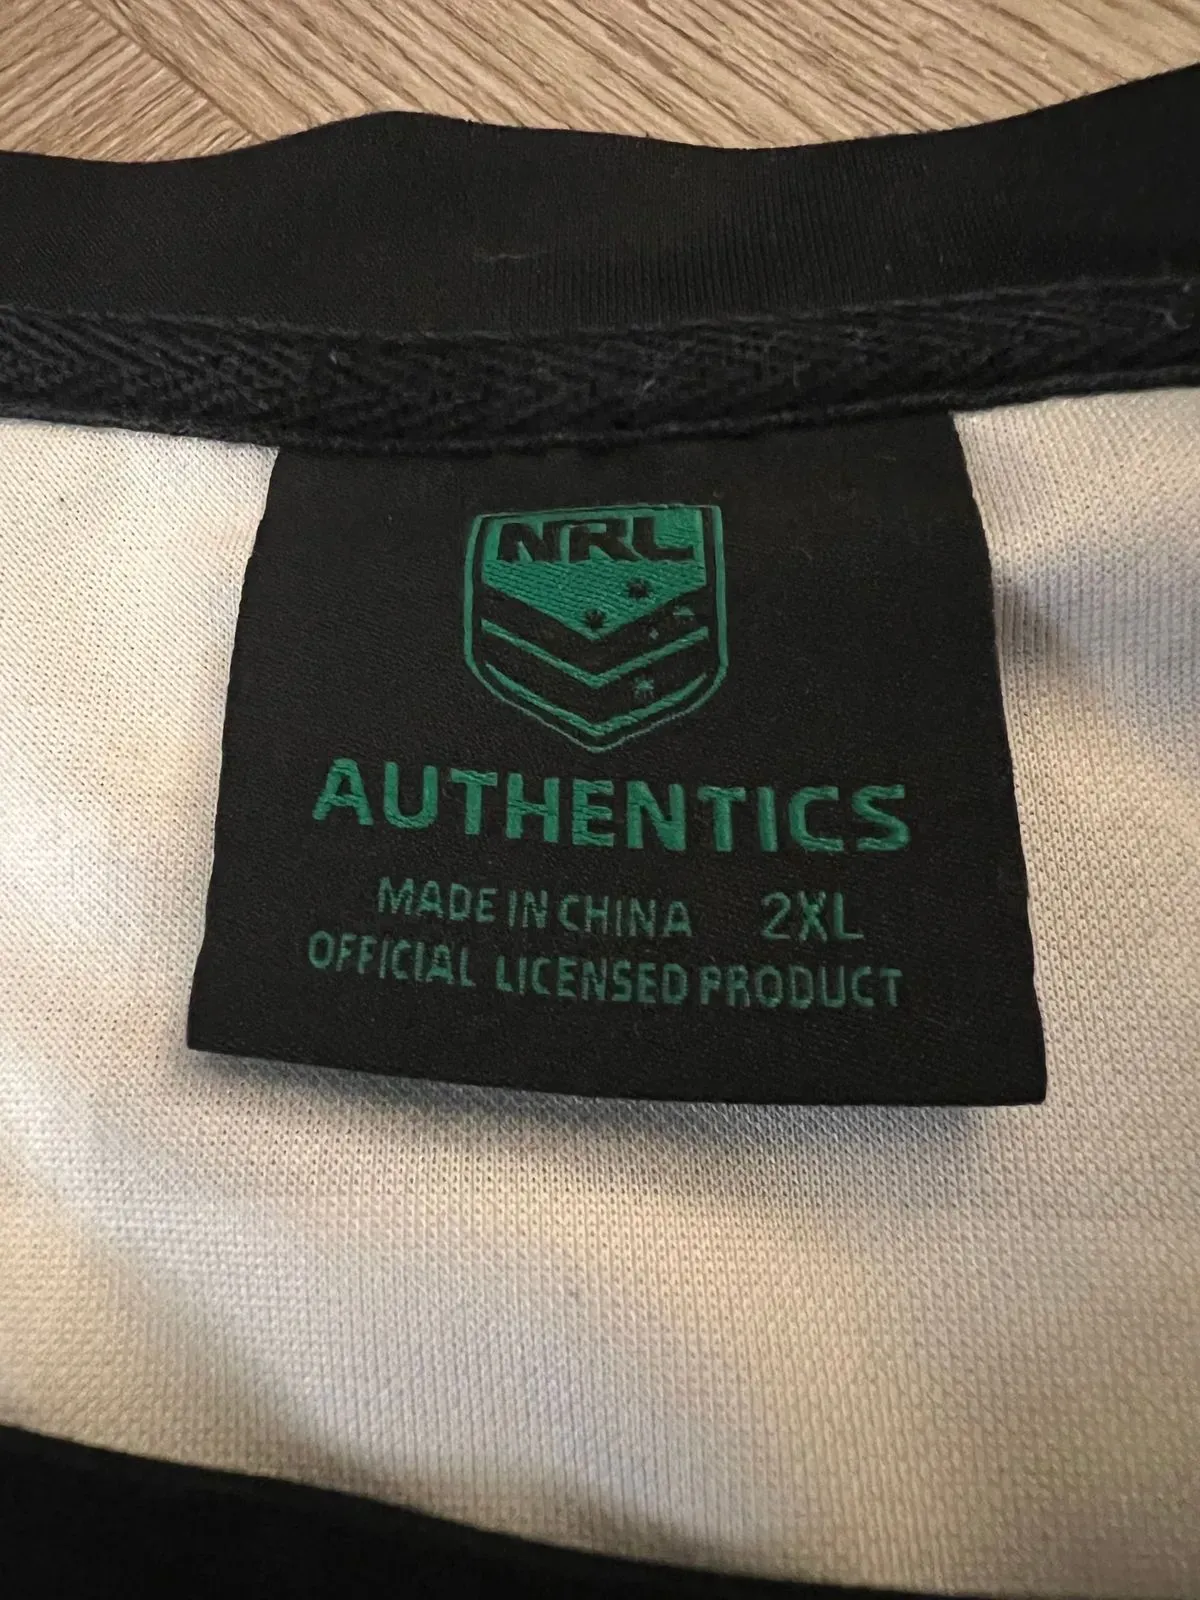 NRL
AUTHENTICS
MADE IN CHINA 2XL
OFFICIAL LICENSED PRODUCT